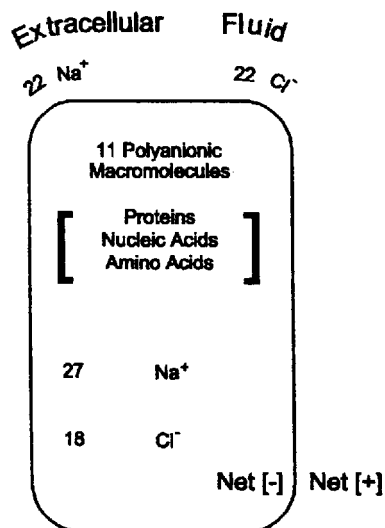 Extracellular Fluid
22 Na⁺ 22 Cl⁻
11 Polyanionic
Macromolecules
Proteins
Nucleic Acids
Amino Acids
27 Na⁺
18 Cl⁻
Net [-] Net [+]